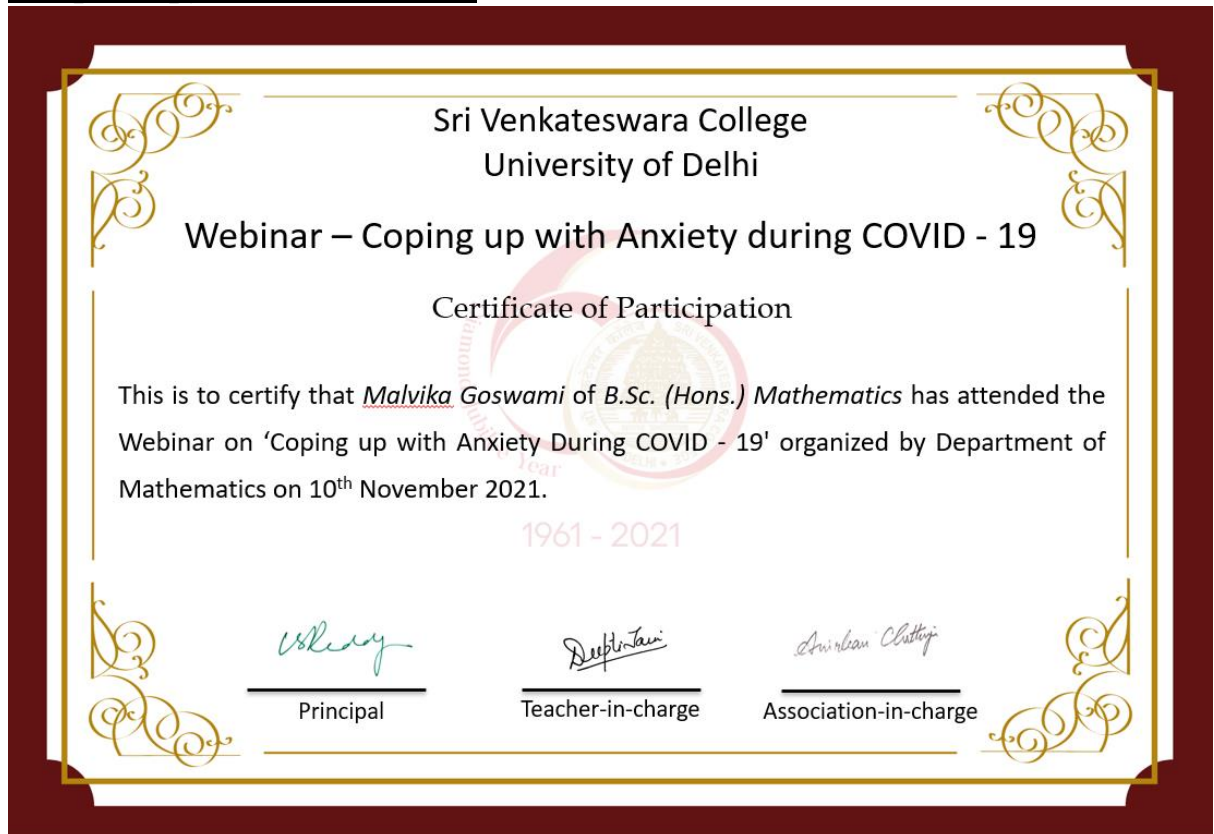 Sri Venkateswara College
University of Delhi
Webinar – Coping up with Anxiety during COVID - 19
Certificate of Participation
This is to certify that Malvika Goswami of B.Sc. (Hons.) Mathematics has attended the
Webinar on ‘Coping up with Anxiety During COVID - 19' organized by Department of
Mathematics on 10th November 2021.
Year
1961 - 2021
Deepti Jain
Principal
Teacher-in-charge
Association-in-charge